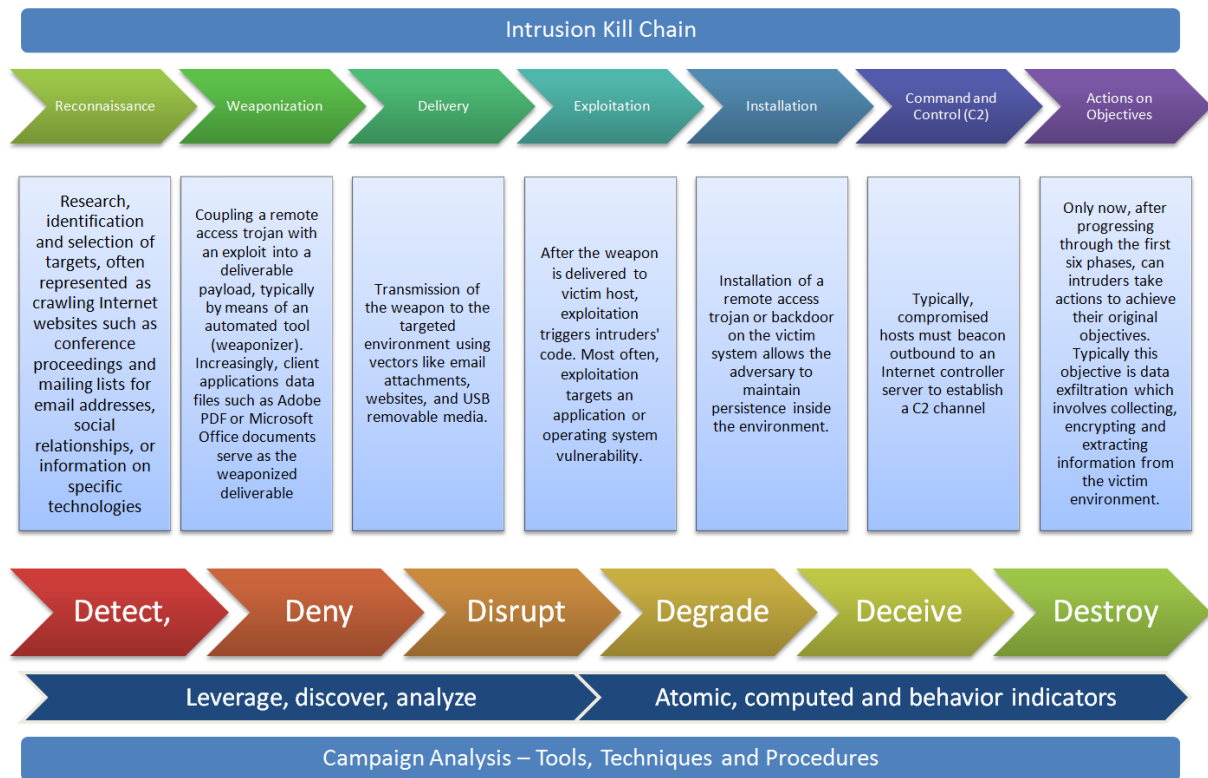 Intrusion Kill Chain
Reconnaissance
Weaponization
Delivery
Exploitation
Installation
Command and
Control (C2)
Actions on
Objectives
Research,
identification
and selection of
targets, often
represented as
crawling Internet
websites such as
conference
proceedings and
mailing lists for
email addresses,
social
relationships, or
information on
specific
technologies
Coupling a remote
access trojan with
an exploit into a
deliverable
payload, typically
by means of an
automated tool
(weaponizer).
Increasingly, client
applications data
files such as Adobe
PDF or Microsoft
Office documents
serve as the
weaponized
deliverable
Transmission of
the weapon to the
targeted
environment using
vectors like email
attachments,
websites, and USB
removable media.
After the weapon
is delivered to
victim host,
exploitation
triggers intruders'
code. Most often,
exploitation
targets an
application or
operating system
vulnerability.
Installation of a
remote access
trojan or backdoor
on the victim
system allows the
adversary to
maintain
persistence inside
the environment.
Typically,
compromised
hosts must beacon
outbound to an
Internet controller
server to establish
a C2 channel
Only now, after
progressing
through the first
six phases, can
intruders take
actions to achieve
their original
objectives.
Typically this
objective is data
exfiltration which
involves collecting,
encrypting and
extracting
information from
the victim
environment.
Detect,
Deny
Disrupt
Degrade
Deceive
Destroy
Leverage, discover, analyze
Atomic, computed and behavior indicators
Campaign Analysis – Tools, Techniques and Procedures